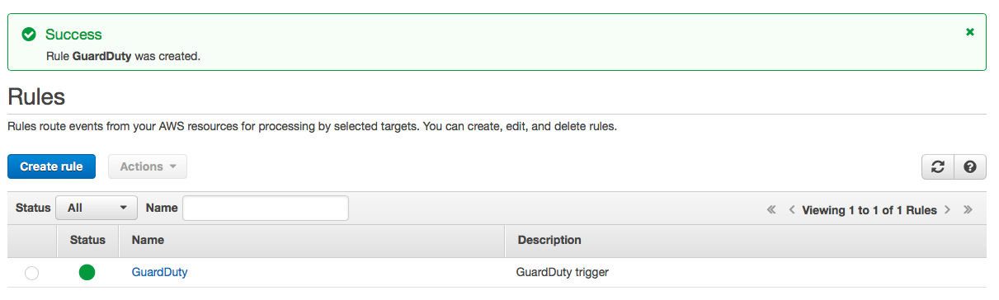 Success
Rule GuardDuty was created.
Rules
Rules route events from your AWS resources for processing by selected targets. You can create, edit, and delete rules.
Create rule Actions
Status All Name Viewing 1 to 1 of 1 Rules
Status Name Description
GuardDuty GuardDuty trigger